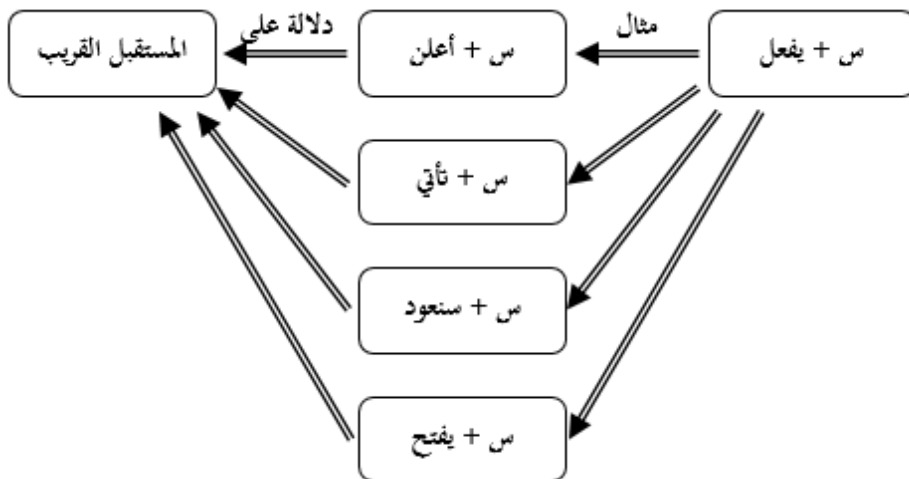 س + يفعل
مثال
س + أعلن
دلالة على
المستقبل القريب
س + تأتي
س + سنعود
س + يفتح